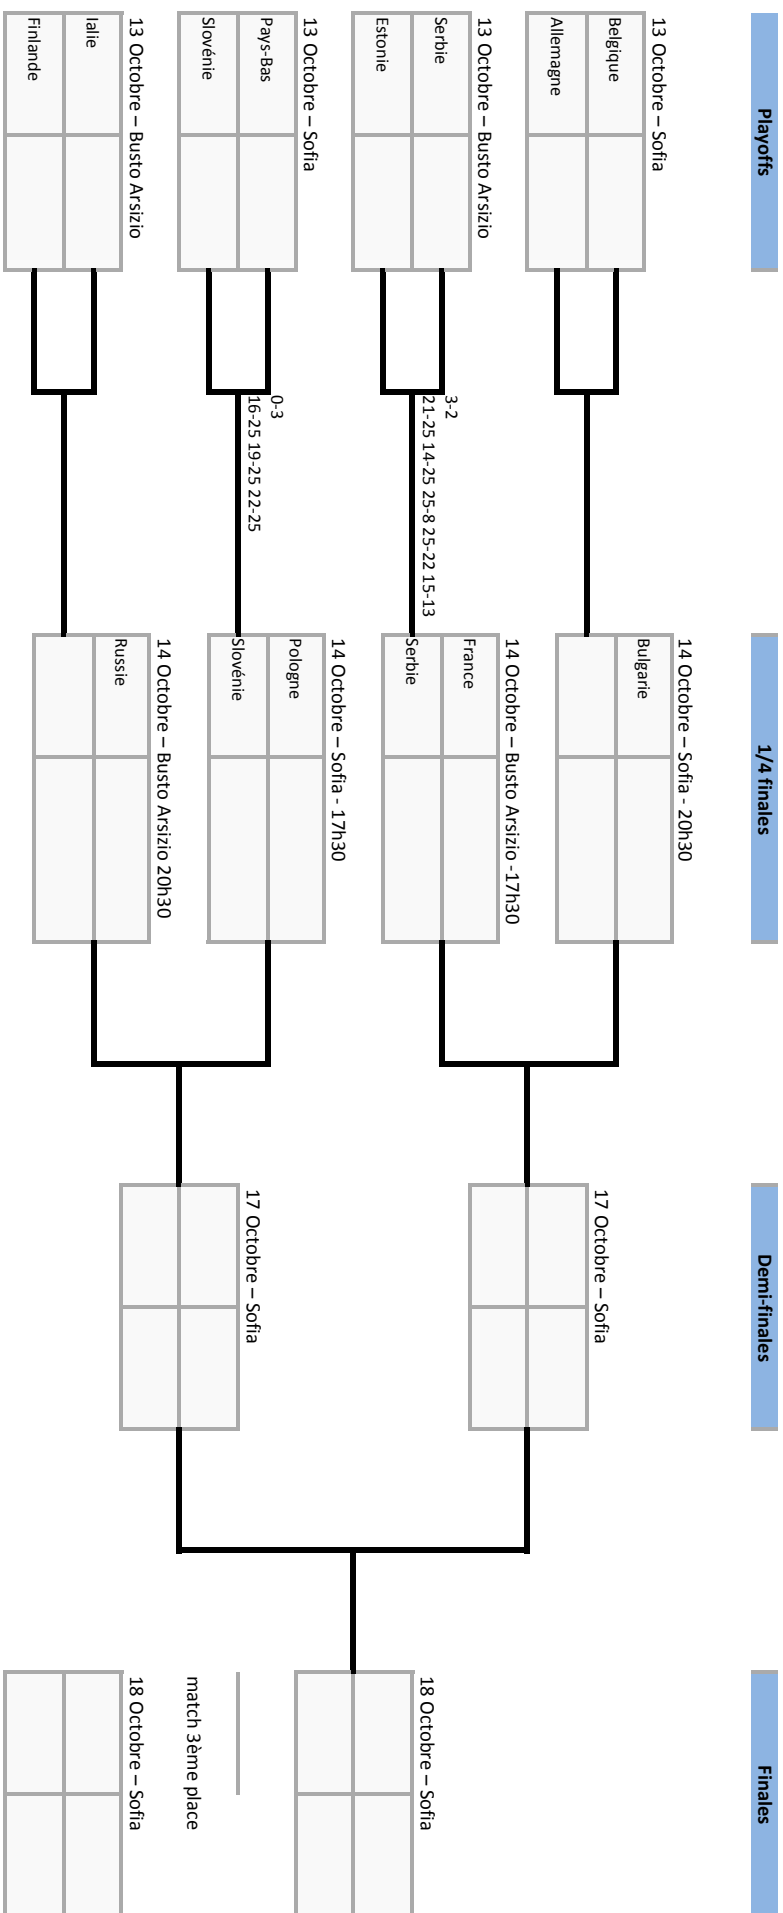 Playoffs
1/4 finales
Demi-finales
Finales
13 Octobre – Sofia
Belgique
Allemagne
13 Octobre – Busto Arsizio
Serbie
Estonie
3-2
21-25 14-25 25-8 25-22 15-13
13 Octobre – Sofia
Pays-Bas
Slovénie
0-3
16-25 19-25 22-25
13 Octobre – Busto Arsizio
Ialie
Finlande
14 Octobre – Sofia - 20h30
Bulgarie
14 Octobre – Busto Arsizio -17h30
France
Serbie
14 Octobre – Sofia - 17h30
Pologne
Slovénie
14 Octobre – Busto Arsizio 20h30
Russie
17 Octobre – Sofia
17 Octobre – Sofia
18 Octobre – Sofia
match 3ème place
18 Octobre – Sofia